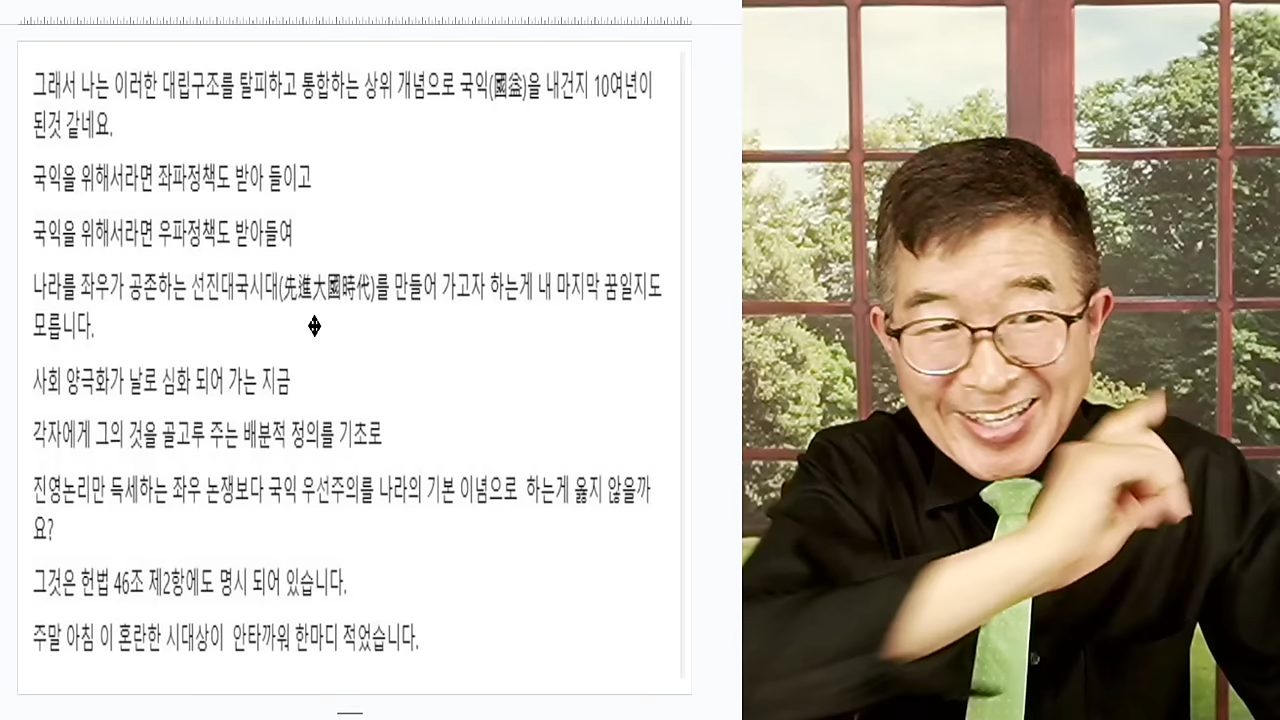 그래서 나는 이러한 대립구조를 탈피하고 통합하는 상위 개념으로 국익(國益)을 내건지 10여년이
된것 같네요.
국익을 위해서라면 좌파정책도 받아 들이고
국익을 위해서라면 우파정책도 받아들여
나라를 좌우가 공존하는 선진대국시대(先進大國時代)를 만들어 가고자 하는게 내 마지막 꿈일지도
모릅니다.
사회 양극화가 날로 심화 되어 가는 지금
각자에게 그의 것을 골고루 주는 배분적 정의를 기초로
진영논리만 득세하는 좌우 논쟁보다 국익 우선주의를 나라의 기본 이념으로 하는게 옳지 않을까
요?
그것은 헌법 46조 제2항에도 명시 되어 있습니다.
주말 아침 이 혼란한 시대상이 안타까워 한마디 적었습니다.